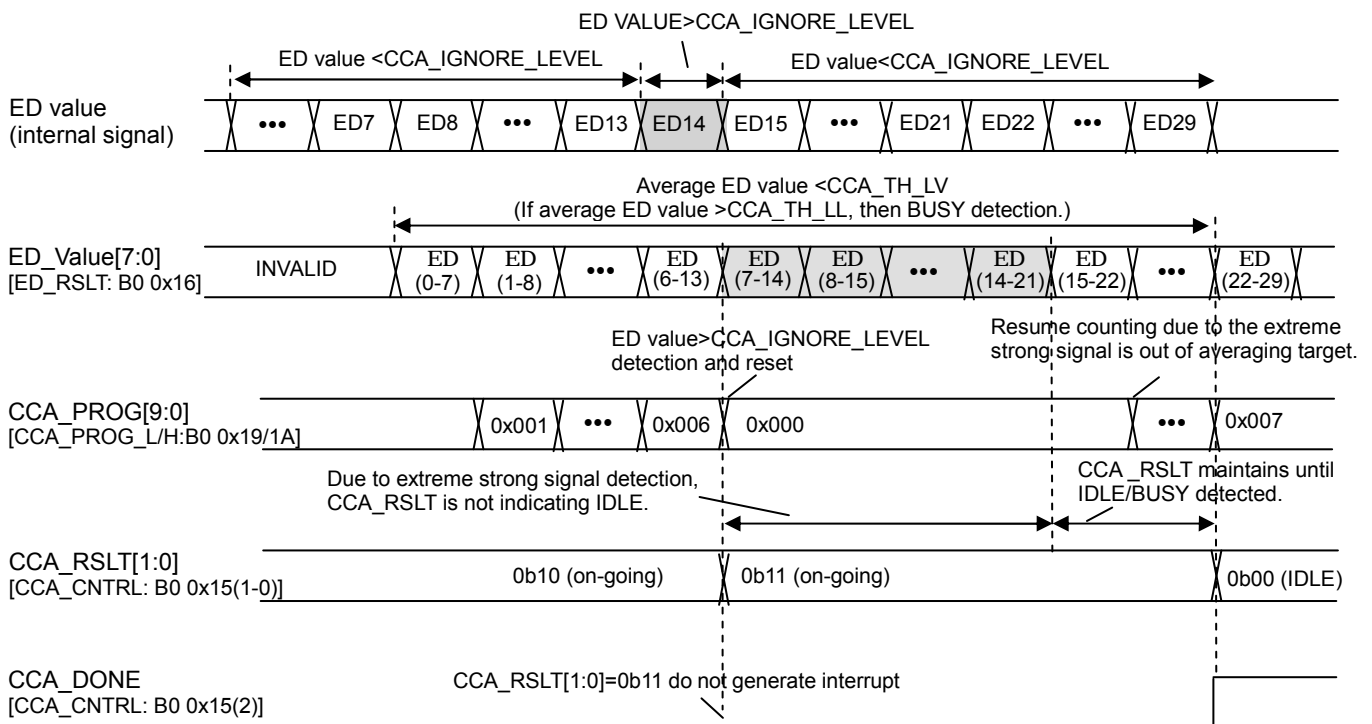 ED VALUE>CCA_IGNORE_LEVEL
ED value <CCA_IGNORE_LEVEL
ED value<CCA_IGNORE_LEVEL
ED value
(internal signal)
••• ED7 ED8 ••• ED13 ED14 ED15 ••• ED21 ED22 ••• ED29
Average ED value <CCA_TH_LV
(If average ED value >CCA_TH_LL, then BUSY detection.)
ED_Value[7:0]
[ED_RSLT: B0 0x16]
INVALID
ED
(0-7)
ED
(1-8)
•••
ED
(6-13)
ED
(7-14)
ED
(8-15)
•••
ED
(14-21)
ED
(15-22)
•••
ED
(22-29)
ED value>CCA_IGNORE_LEVEL
detection and reset
Resume counting due to the extreme
strong signal is out of averaging target.
CCA_PROG[9:0]
[CCA_PROG_L/H:B0 0x19/1A]
0x001 ••• 0x006 0x000 ••• 0x007
Due to extreme strong signal detection,
CCA_RSLT is not indicating IDLE.
CCA _RSLT maintains until
IDLE/BUSY detected.
CCA_RSLT[1:0]
[CCA_CNTRL: B0 0x15(1-0)]
0b10 (on-going) 0b11 (on-going) 0b00 (IDLE)
CCA_DONE
[CCA_CNTRL: B0 0x15(2)]
CCA_RSLT[1:0]=0b11 do not generate interrupt